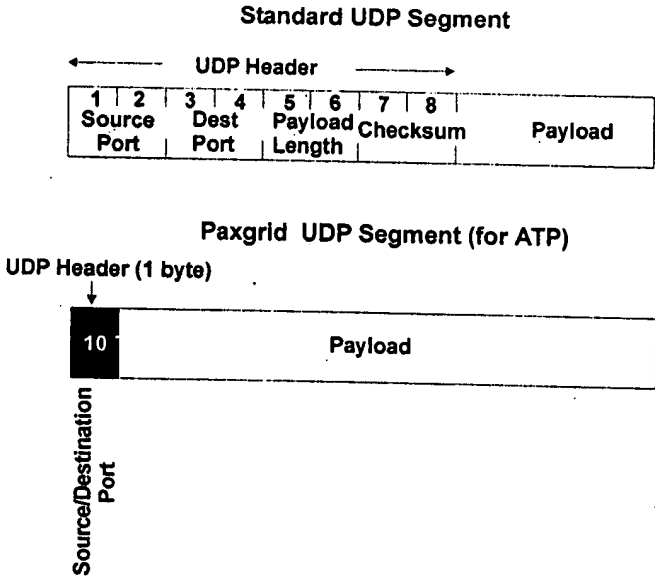 Standard UDP Segment
UDP Header
1 2 3 4 5 6 7 8
Source Port
Dest Port
Payload Length
Checksum
Payload
Paxgrid UDP Segment (for ATP)
UDP Header (1 byte)
10
Payload
Source/Destination Port